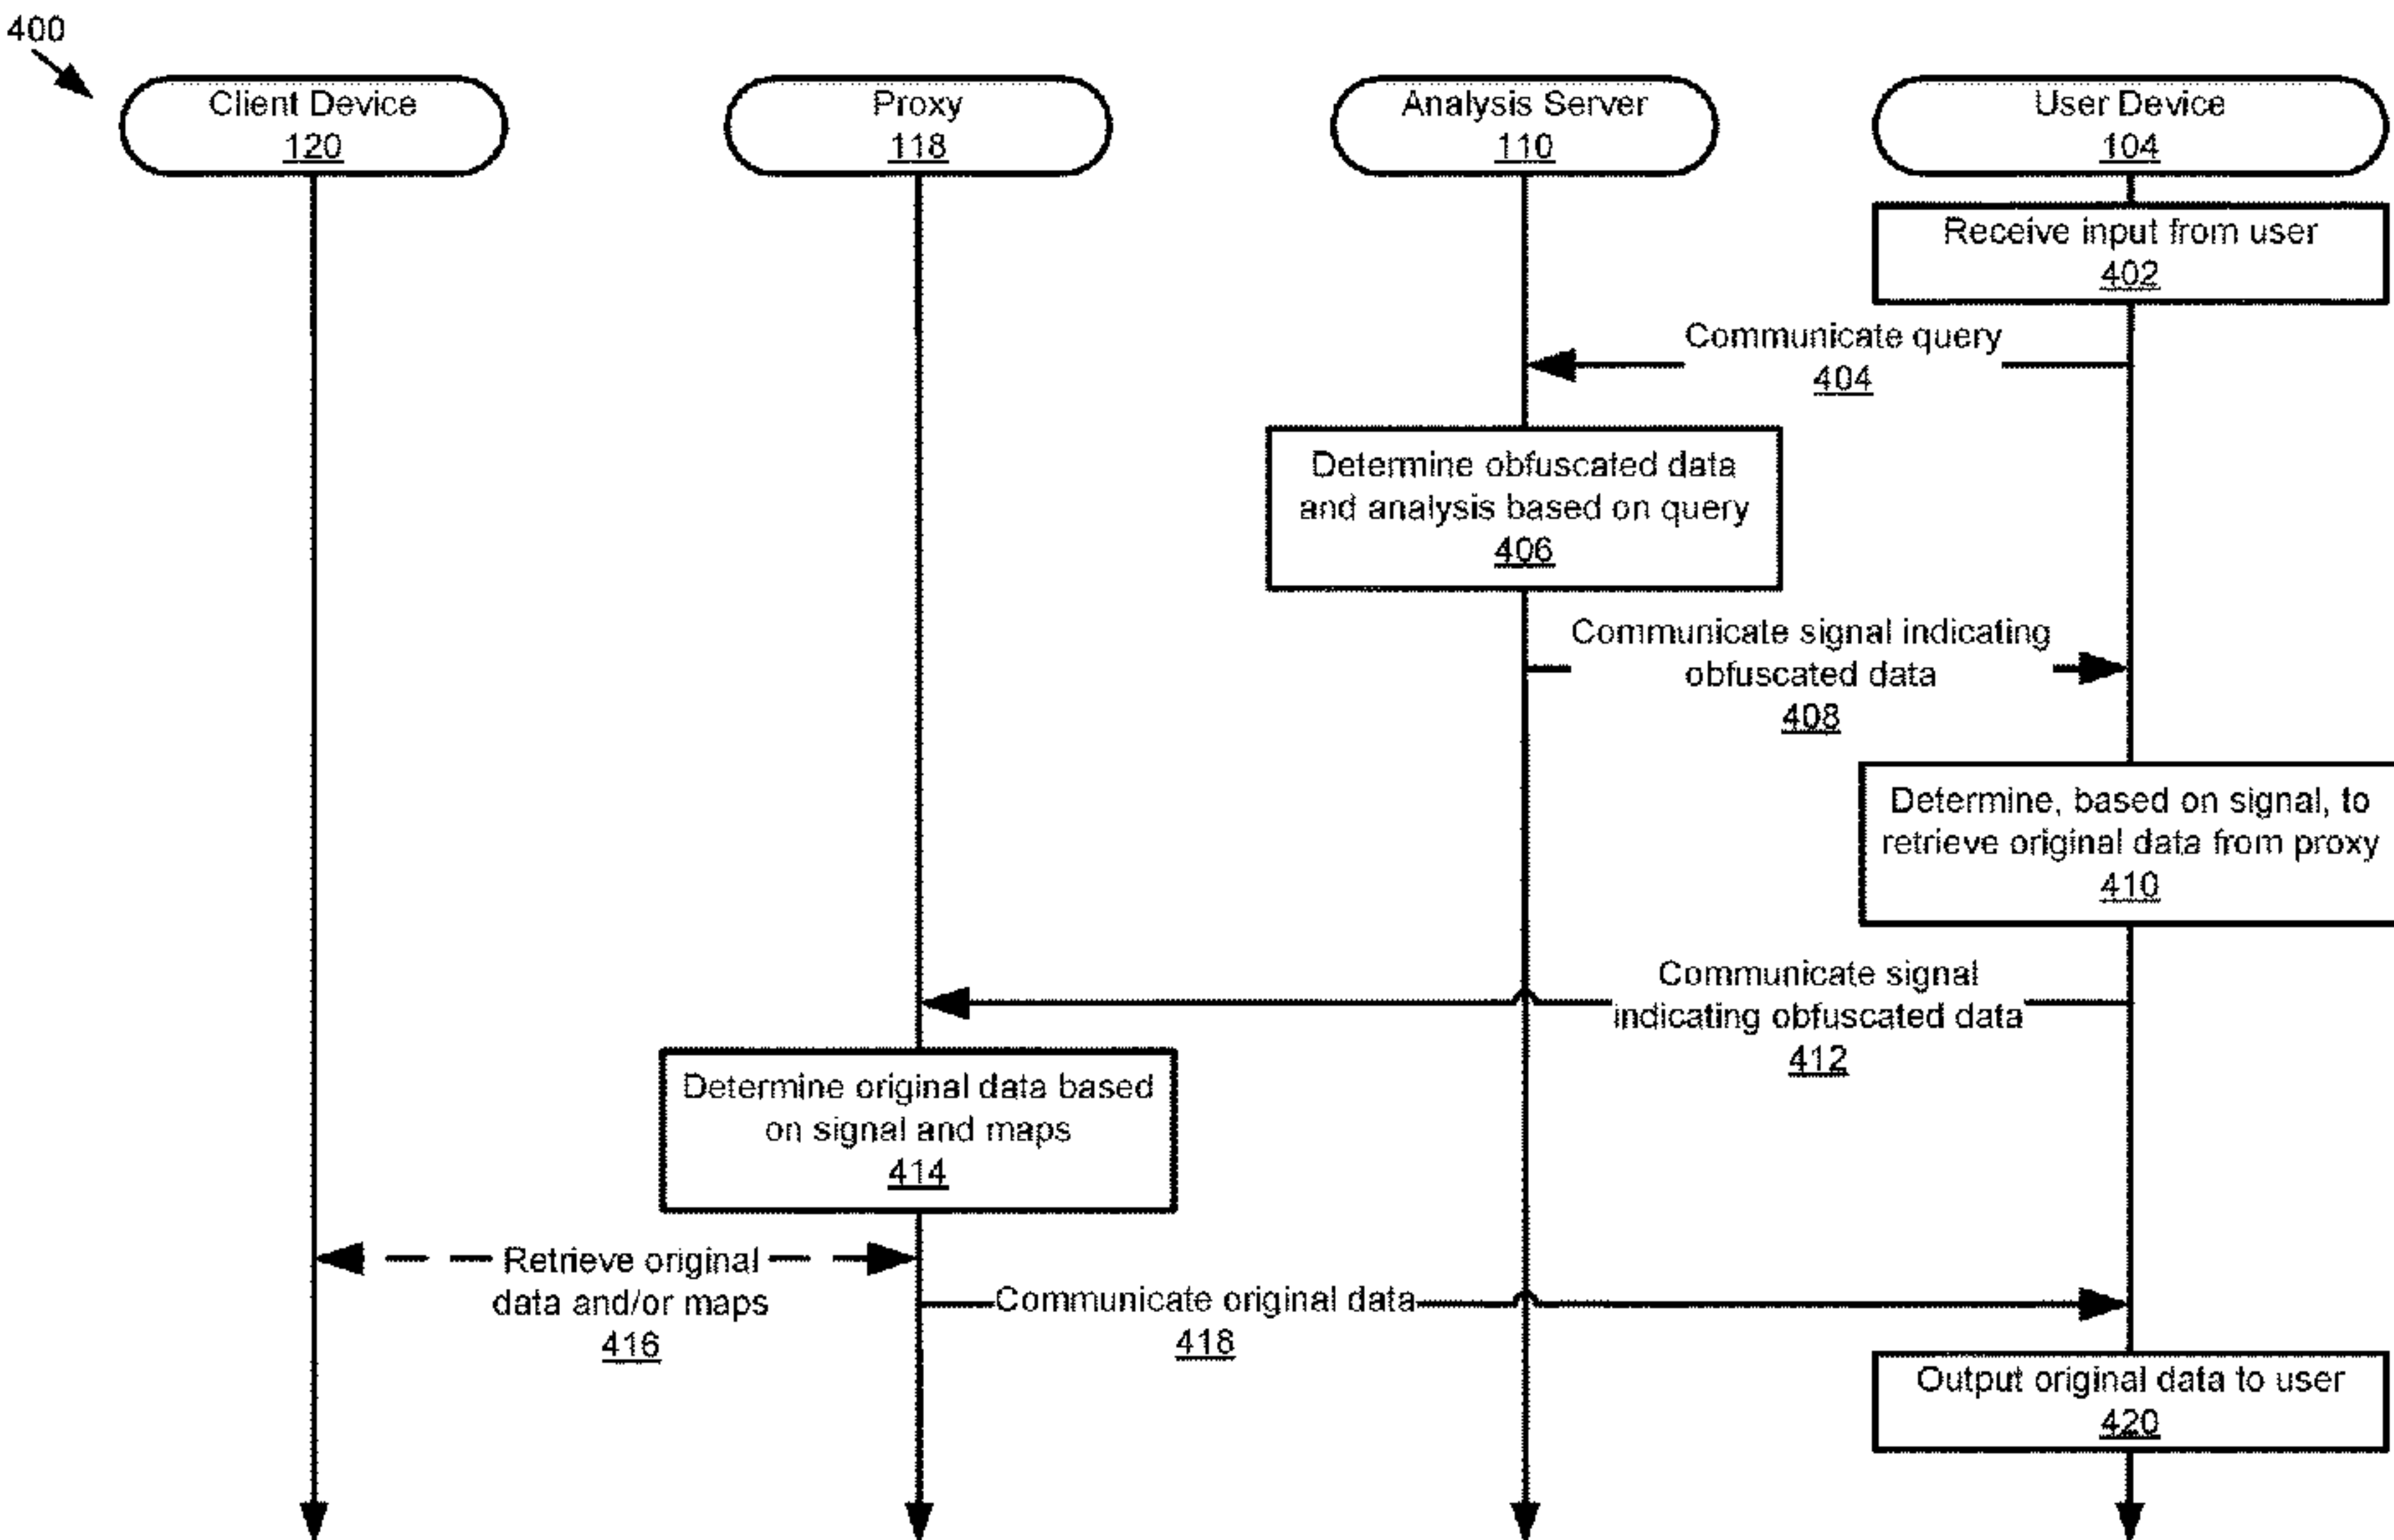 400
Client Device
120
Proxy
118
Analysis Server
110
User Device
104
Receive input from user
402
Communicate query
404
Determine obfuscated data
and analysis based on query
406
Communicate signal indicating
obfuscated data
408
Determine, based on signal, to
retrieve original data from proxy
410
Communicate signal
indicating obfuscated data
412
Determine original data based
on signal and maps
414
Retrieve original
data and/or maps
416
Communicate original data
418
Output original data to user
420